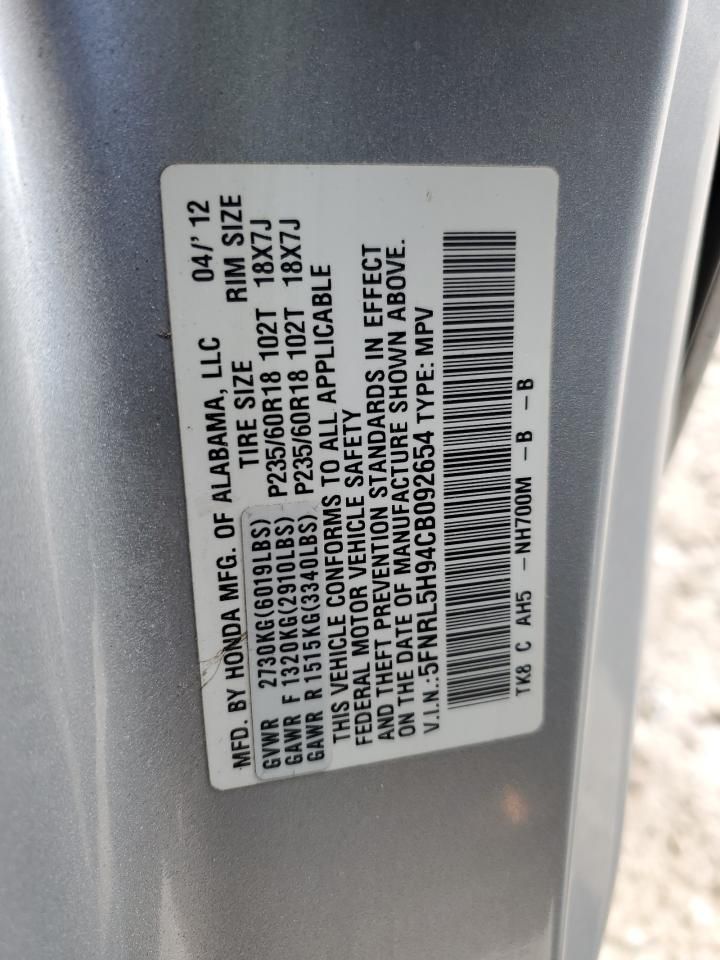 MFD. BY HONDA MFG. OF ALABAMA, LLC 04/' 12
TIRE SIZE RIM SIZE
GVWR 2730KG(6019LBS)
GAWR F 1320KG(2910LBS) P235/60R18 102T 18X7J
GAWR R 1515KG(3340LBS) P235/60R18 102T 18X7J
THIS VEHICLE CONFORMS TO ALL APPLICABLE
FEDERAL MOTOR VEHICLE SAFETY
AND THEFT PREVENTION STANDARDS IN EFFECT
ON THE DATE OF MANUFACTURE SHOWN ABOVE.
V.I.N.:5FNRL5H94CB092654 TYPE: MPV
TK8 C AH5 -NH700M -B -B